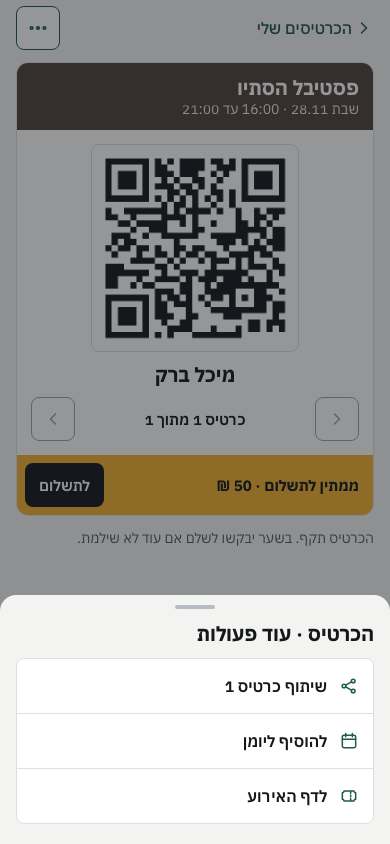 הכרטיסים שלי
פסטיבל הסתיו
שבת 28.11 · 16:00 עד 21:00
מיכל ברק
כרטיס 1 מתוך 1
ממתין לתשלום · 50 ₪
לתשלום
הכרטיס תקף. בשער יבקשו לשלם אם עוד לא שילמת.
הכרטיס · עוד פעולות
שיתוף כרטיס 1
להוסיף ליומן
לדף האירוע